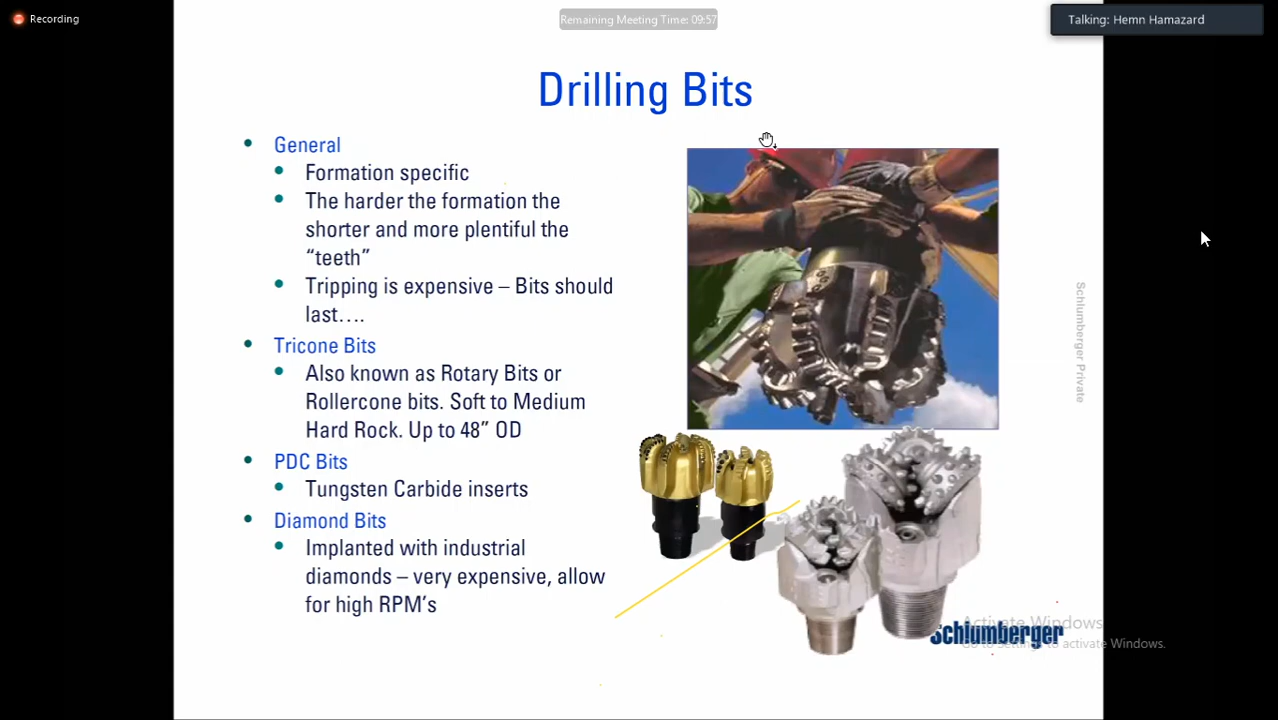 Recording
Remaining Meeting Time: 09:57
Talking: Hemn Hamazard
Drilling Bits
• General
• Formation specific
• The harder the formation the
shorter and more plentiful the
“teeth”
• Tripping is expensive – Bits should
last….
• Tricone Bits
• Also known as Rotary Bits or
Rollercone bits. Soft to Medium
Hard Rock. Up to 48” OD
• PDC Bits
• Tungsten Carbide inserts
• Diamond Bits
• Implanted with industrial
diamonds – very expensive, allow
for high RPM’s
Schlumberger Private
Activate Windows
Schlumberger
Go to Settings to activate Windows.